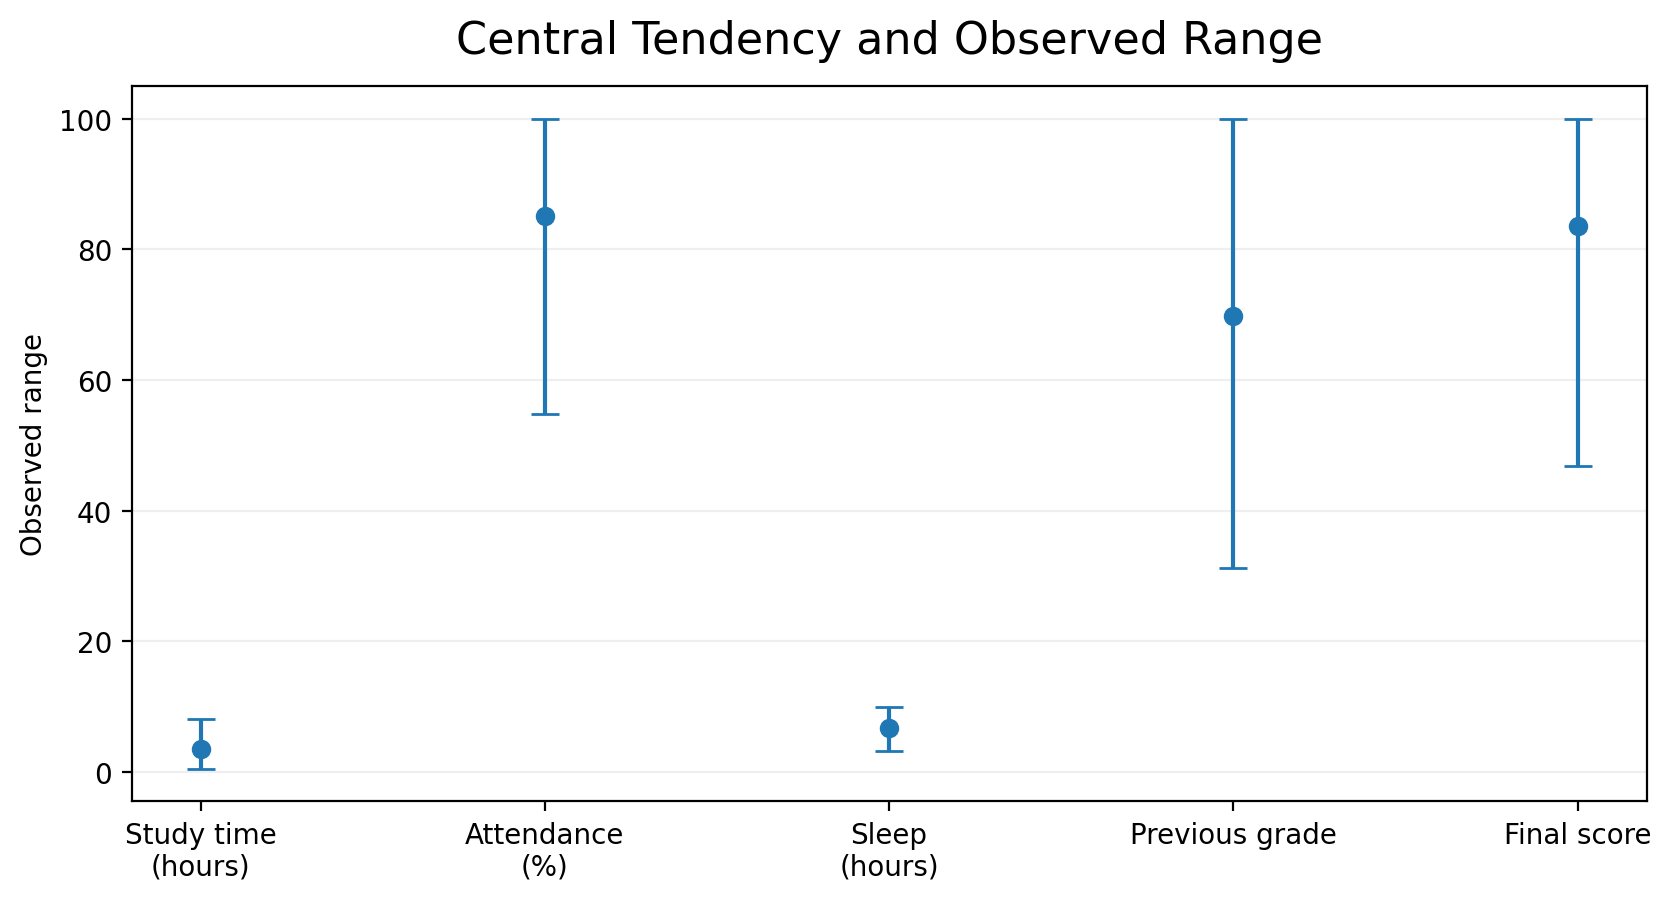 Central Tendency and Observed Range
Observed range
100
80
60
40
20
0
Study time
(hours)
Attendance
(%)
Sleep
(hours)
Previous grade
Final score